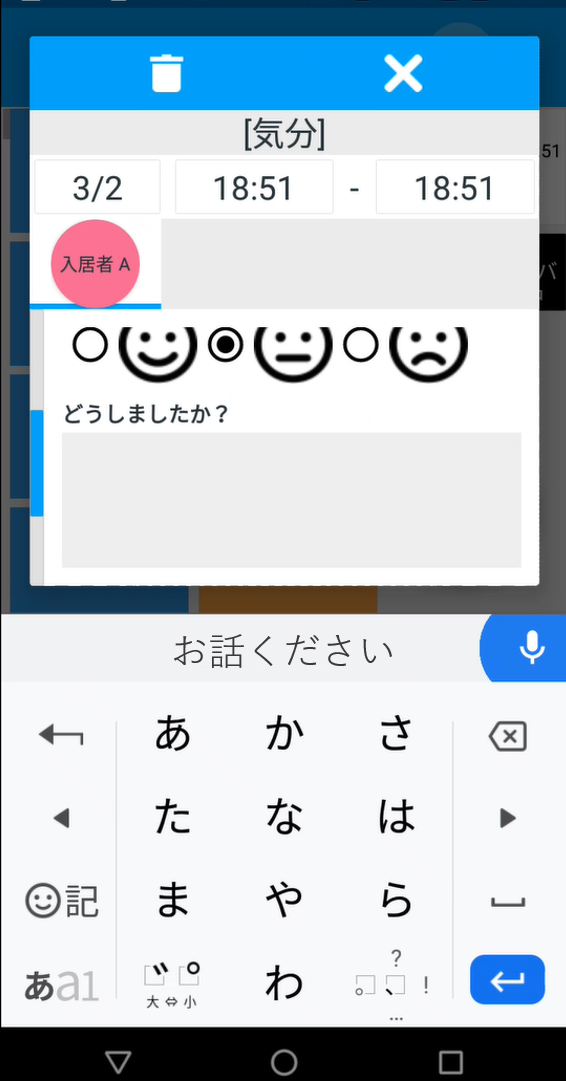 [気分]
51
3/2 18:51 - 18:51
入居者 A
バ
どうしましたか？
お話ください
あ か さ
た な は
記 ま や ら
あa1 大 ⇔ 小 わ 。 、 ? ! ...